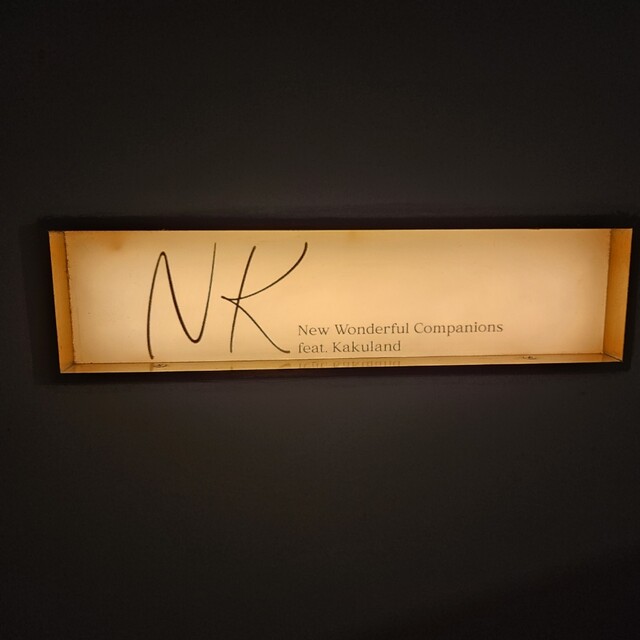 NK
New Wonderful Companions
feat. Kakuland